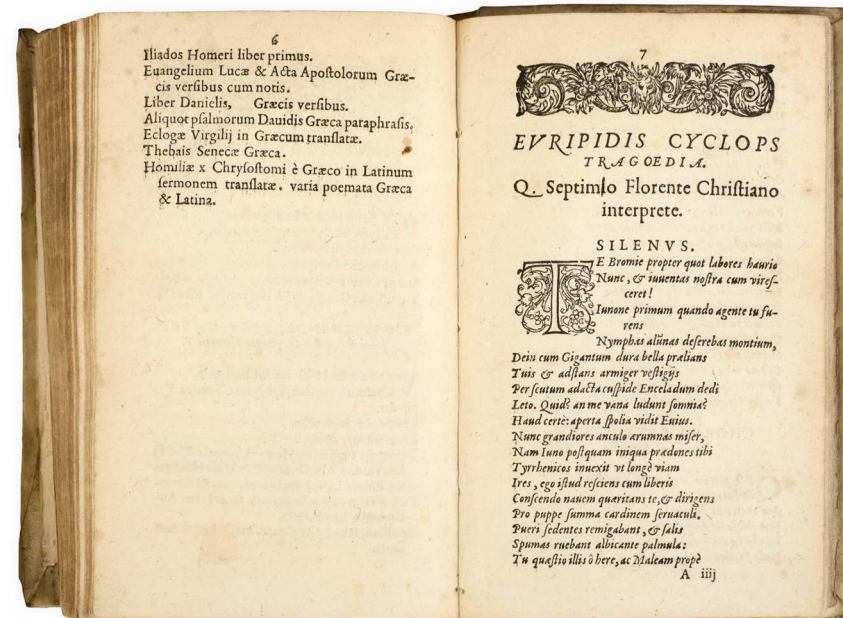 6
Iliados Homeri liber primus.
Euangelium Lucæ & Acta Apoſtolorum Græ-
cis verſibus cum notis.
Liber Danielis, Græcis verſibus.
Aliquot pſalmorum Dauidis Græca paraphraſis,
Eclogæ Virgilij in Græcum tranſlatæ.
Thebais Senecæ Græca.
Homiliæ x Chryſoſtomi è Græco in Latinum
ſermonem tranſlatæ. varia poemata Græca
& Latina.
7
EVRIPIDIS CYCLOPS
TRAGOEDIA.
Q. Septimio Florente Chriſtiano
interprete.
SILENVS.
TE Bromie propter quot labores haurio
Nunc, & iuuentas noſtra cum vireſ-
ceret!
Iunone primum quando agente tu fu-
rens
Nymphas alūnas deſerebas montium,
Dein cum Gigantum dura bella prælians
Tuis & adſtans armiger veſtigijs
Per ſcutum adacta cuſpide Enceladum dedi
Leto. Quid? an me vana ludunt ſomnia?
Haud certè: aperta ſpolia vidit Euius.
Nunc grandiores anculo ærumnas miſer,
Nam Iuno poſtquam iniqua prædones tibi
Tyrrhenicos inuexit vt longè viam
Ires, ego iſtud reſciens cum liberis
Conſcendo nauem quæritans te, & dirigens
Pro puppe ſumma cardinem ſeruaculi.
Pueri ſedentes remigabant, & ſalis
Spumas ruebant albicante palmula:
Tu quæſtio illis ô here, ac Maleam propè
A iiij